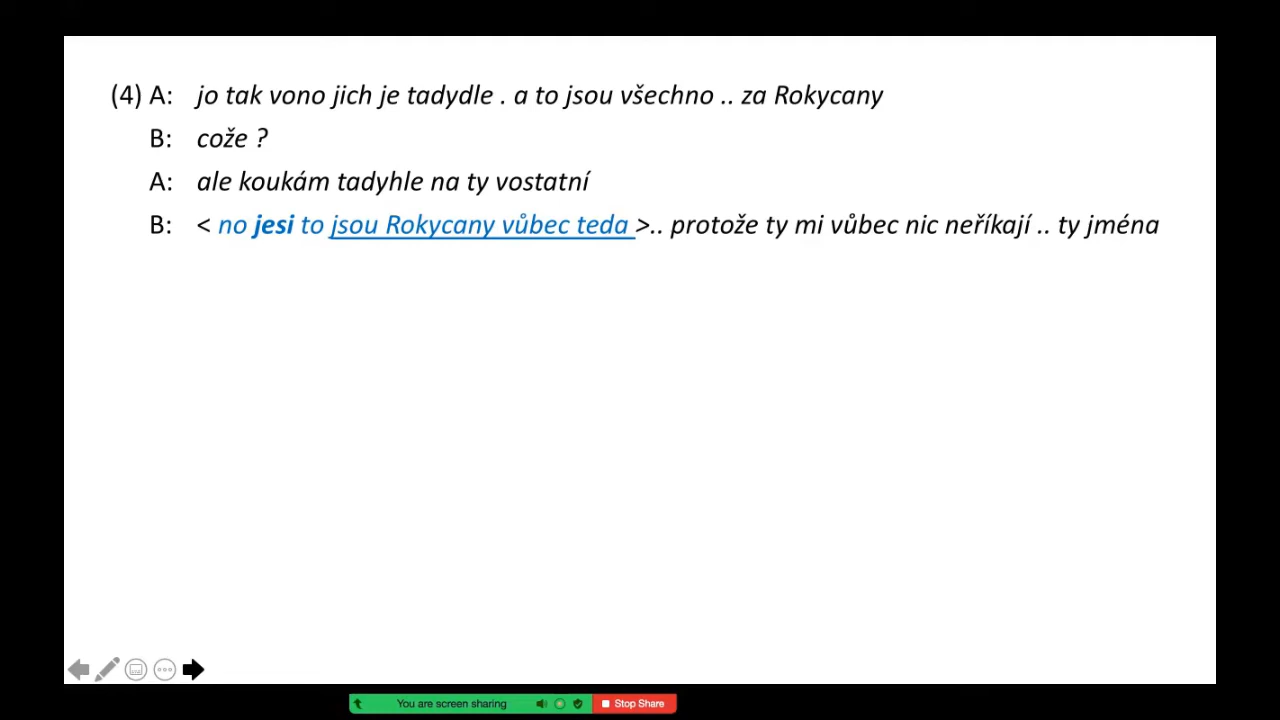 (4) A: jo tak vono jich je tadydle . a to jsou všechno .. za Rokycany
B: cože ?
A: ale koukám tadyhle na ty vostatní
B: < no jesi to jsou Rokycany vůbec teda >.. protože ty mi vůbec nic neříkají .. ty jména
You are screen sharing Stop Share